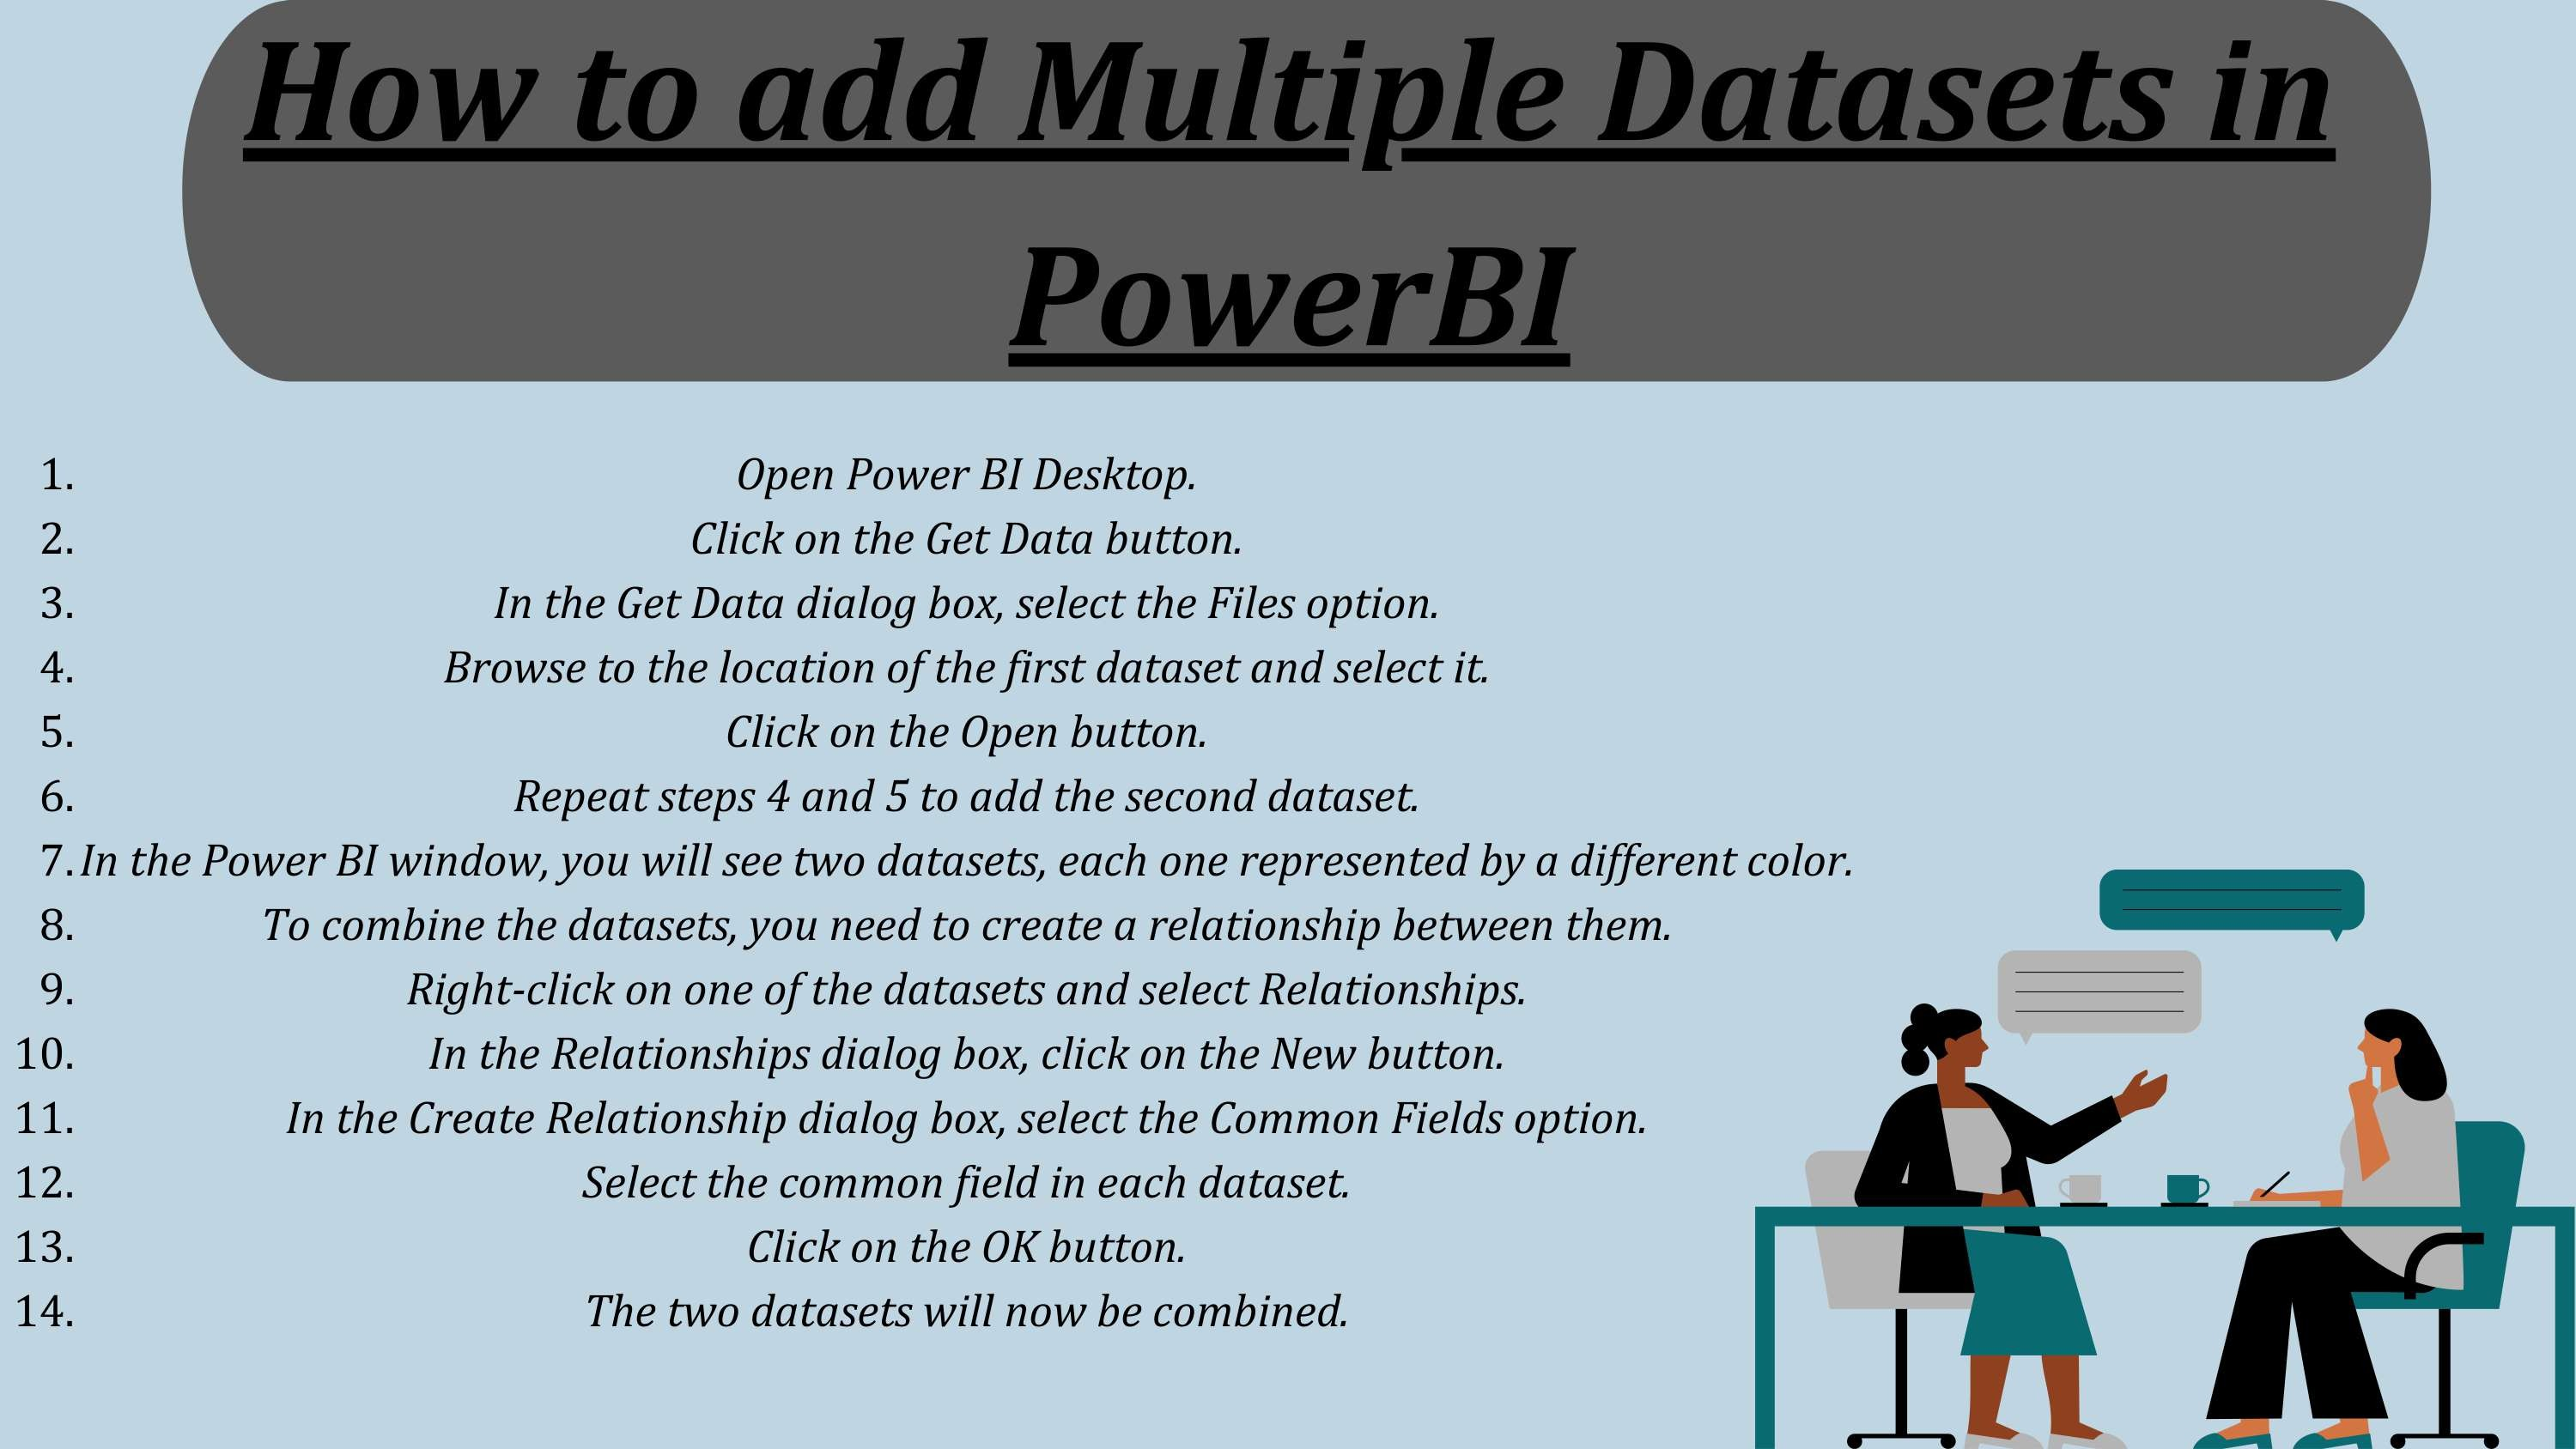 How to add Multiple Datasets in
PowerBI
1. Open Power BI Desktop.
2. Click on the Get Data button.
3. In the Get Data dialog box, select the Files option.
4. Browse to the location of the first dataset and select it.
5. Click on the Open button.
6. Repeat steps 4 and 5 to add the second dataset.
7. In the Power BI window, you will see two datasets, each one represented by a different color.
8. To combine the datasets, you need to create a relationship between them.
9. Right-click on one of the datasets and select Relationships.
10. In the Relationships dialog box, click on the New button.
11. In the Create Relationship dialog box, select the Common Fields option.
12. Select the common field in each dataset.
13. Click on the OK button.
14. The two datasets will now be combined.